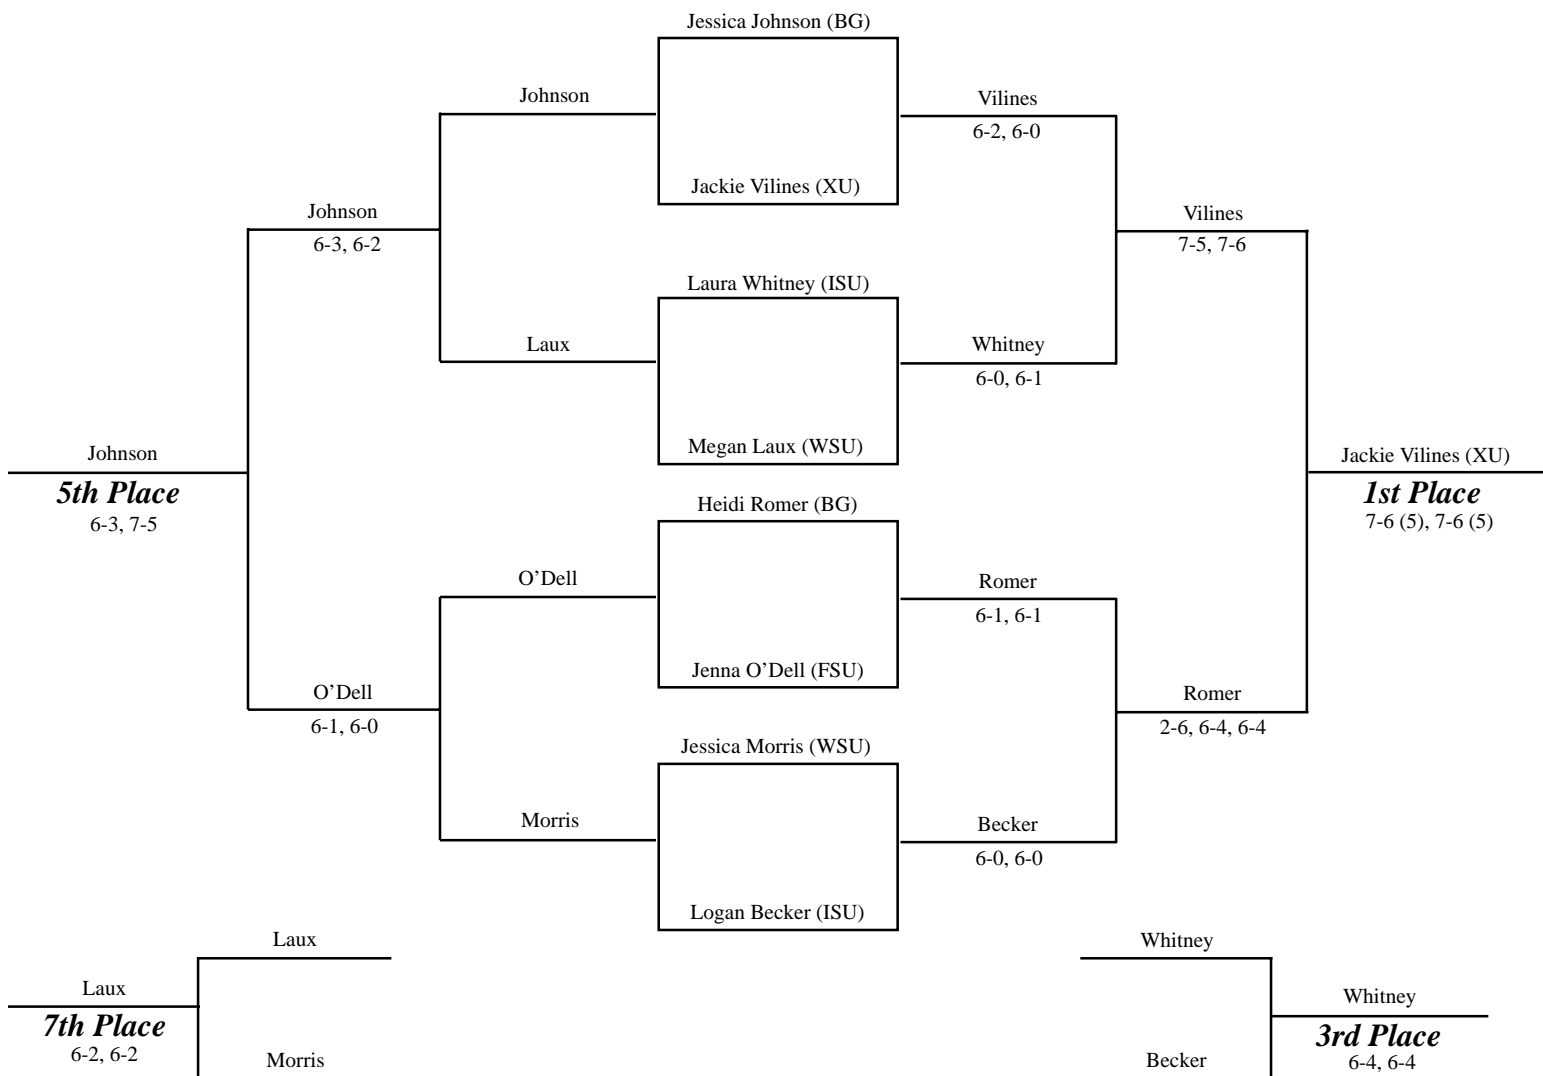 Jessica Johnson (BG)
Johnson
Vilines
6-2, 6-0
Jackie Vilines (XU)
Johnson
6-3, 6-2
Vilines
7-5, 7-6
Laura Whitney (ISU)
Laux
Whitney
6-0, 6-1
Megan Laux (WSU)
Johnson
5th Place
6-3, 7-5
Jackie Vilines (XU)
1st Place
7-6 (5), 7-6 (5)
Heidi Romer (BG)
O’Dell
Romer
6-1, 6-1
Jenna O’Dell (FSU)
O’Dell
6-1, 6-0
Romer
2-6, 6-4, 6-4
Jessica Morris (WSU)
Morris
Becker
6-0, 6-0
Logan Becker (ISU)
Laux
Laux
7th Place
6-2, 6-2
Morris
Whitney
Whitney
3rd Place
6-4, 6-4
Becker